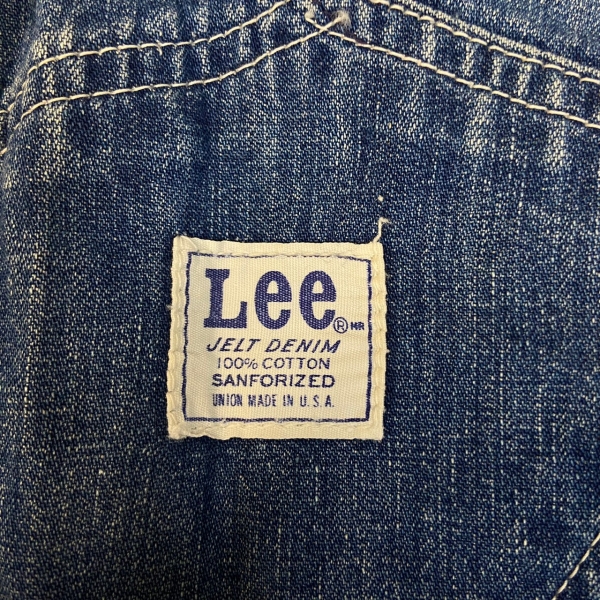 Lee® MR
JELT DENIM
100% COTTON
SANFORIZED
UNION MADE IN U.S.A.